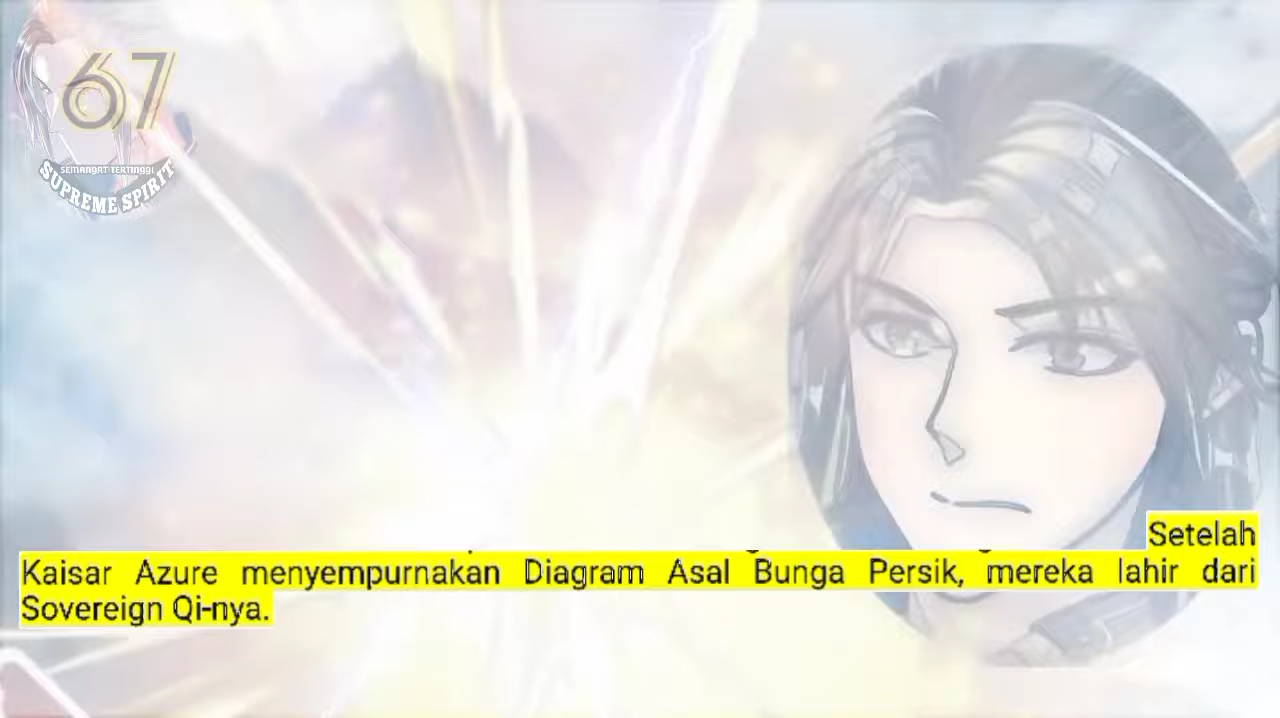 67
SEMANGAT TERTINGGI
SUPREME SPIRIT
Setelah
Kaisar Azure menyempurnakan Diagram Asal Bunga Persik, mereka lahir dari
Sovereign Qi-nya.